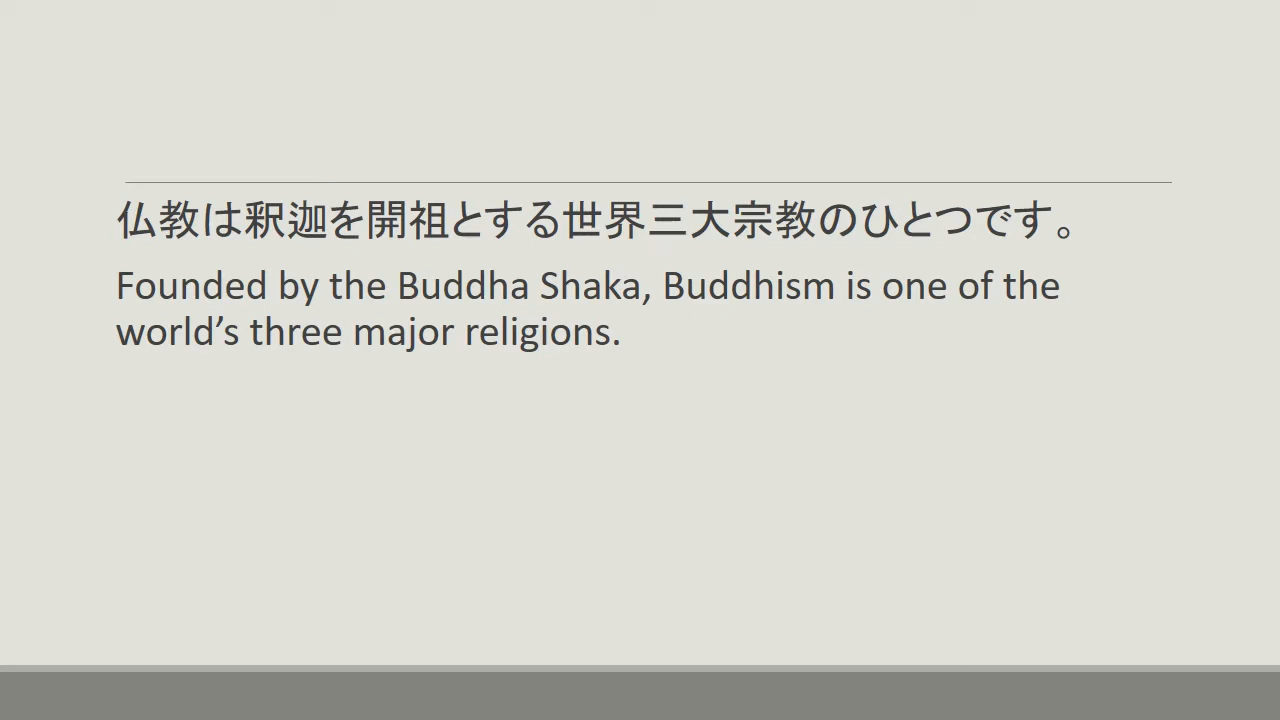 仏教は釈迦を開祖とする世界三大宗教のひとつです。
Founded by the Buddha Shaka, Buddhism is one of the
world’s three major religions.